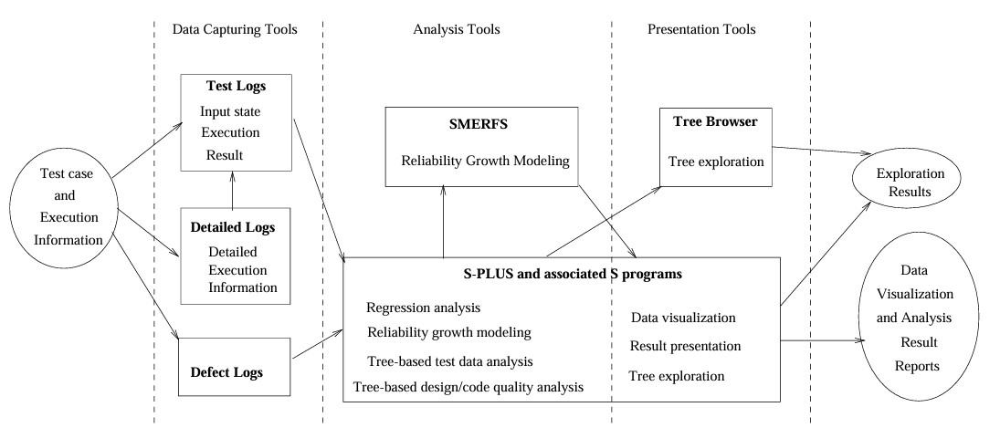 Data Capturing Tools
Analysis Tools
Presentation Tools
Test case
and
Execution
Information
Test Logs
Input state
Execution
Result
Detailed Logs
Detailed
Execution
Information
Defect Logs
SMERFS
Reliability Growth Modeling
S-PLUS and associated S programs
Regression analysis
Reliability growth modeling
Tree-based test data analysis
Tree-based design/code quality analysis
Data visualization
Result presentation
Tree exploration
Tree Browser
Tree exploration
Exploration
Results
Data
Visualization
and Analysis
Result
Reports